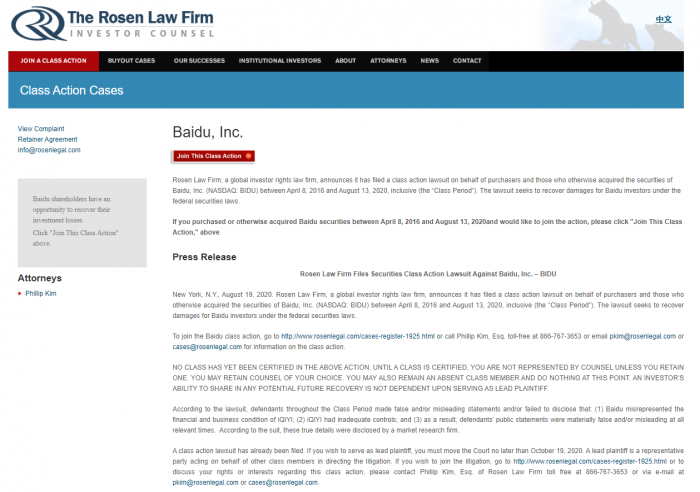 The Rosen Law Firm
INVESTOR COUNSEL
中文
JOIN A CLASS ACTION
BUYOUT CASES
OUR SUCCESSES
INSTITUTIONAL INVESTORS
ABOUT
ATTORNEYS
NEWS
CONTACT
Class Action Cases
View Complaint
Retainer Agreement
info@rosenlegal.com
Baidu shareholders have an
opportunity to recover their
investment losses.
Click "Join This Class Action"
above.
Attorneys
Phillip Kim
Baidu, Inc.
Join This Class Action
Rosen Law Firm, a global investor rights law firm, announces it has filed a class action lawsuit on behalf of purchasers and those who otherwise acquired the securities of
Baidu, Inc. (NASDAQ: BIDU) between April 8, 2016 and August 13, 2020, inclusive (the "Class Period"). The lawsuit seeks to recover damages for Baidu investors under the
federal securities laws.
If you purchased or otherwise acquired Baidu securities between April 8, 2016 and August 13, 2020and would like to join the action, please click "Join This Class
Action," above.
Press Release
Rosen Law Firm Files Securities Class Action Lawsuit Against Baidu, Inc. – BIDU
New York, N.Y., August 19, 2020. Rosen Law Firm, a global investor rights law firm, announces it has filed a class action lawsuit on behalf of purchasers and those who
otherwise acquired the securities of Baidu, Inc. (NASDAQ: BIDU) between April 8, 2016 and August 13, 2020, inclusive (the "Class Period"). The lawsuit seeks to recover
damages for Baidu investors under the federal securities laws.
To join the Baidu class action, go to http://www.rosenlegal.com/cases-register-1925.html or call Phillip Kim, Esq. toll-free at 866-767-3653 or email pkim@rosenlegal.com or
cases@rosenlegal.com for information on the class action.
NO CLASS HAS YET BEEN CERTIFIED IN THE ABOVE ACTION. UNTIL A CLASS IS CERTIFIED, YOU ARE NOT REPRESENTED BY COUNSEL UNLESS YOU RETAIN
ONE. YOU MAY RETAIN COUNSEL OF YOUR CHOICE. YOU MAY ALSO REMAIN AN ABSENT CLASS MEMBER AND DO NOTHING AT THIS POINT. AN INVESTOR'S
ABILITY TO SHARE IN ANY POTENTIAL FUTURE RECOVERY IS NOT DEPENDENT UPON SERVING AS LEAD PLAINTIFF.
According to the lawsuit, defendants throughout the Class Period made false and/or misleading statements and/or failed to disclose that: (1) Baidu misrepresented the
financial and business condition of iQIYI; (2) iQIYI had inadequate controls; and (3) as a result, defendants' public statements were materially false and/or misleading at all
relevant times. According to the suit, these true details were disclosed by a market research firm.
A class action lawsuit has already been filed. If you wish to serve as lead plaintiff, you must move the Court no later than October 19, 2020. A lead plaintiff is a representative
party acting on behalf of other class members in directing the litigation. If you wish to join the litigation, go to http://www.rosenlegal.com/cases-register-1925.html or to
discuss your rights or interests regarding this class action, please contact Phillip Kim, Esq. of Rosen Law Firm toll free at 866-767-3653 or via e-mail at
pkim@rosenlegal.com or cases@rosenlegal.com.